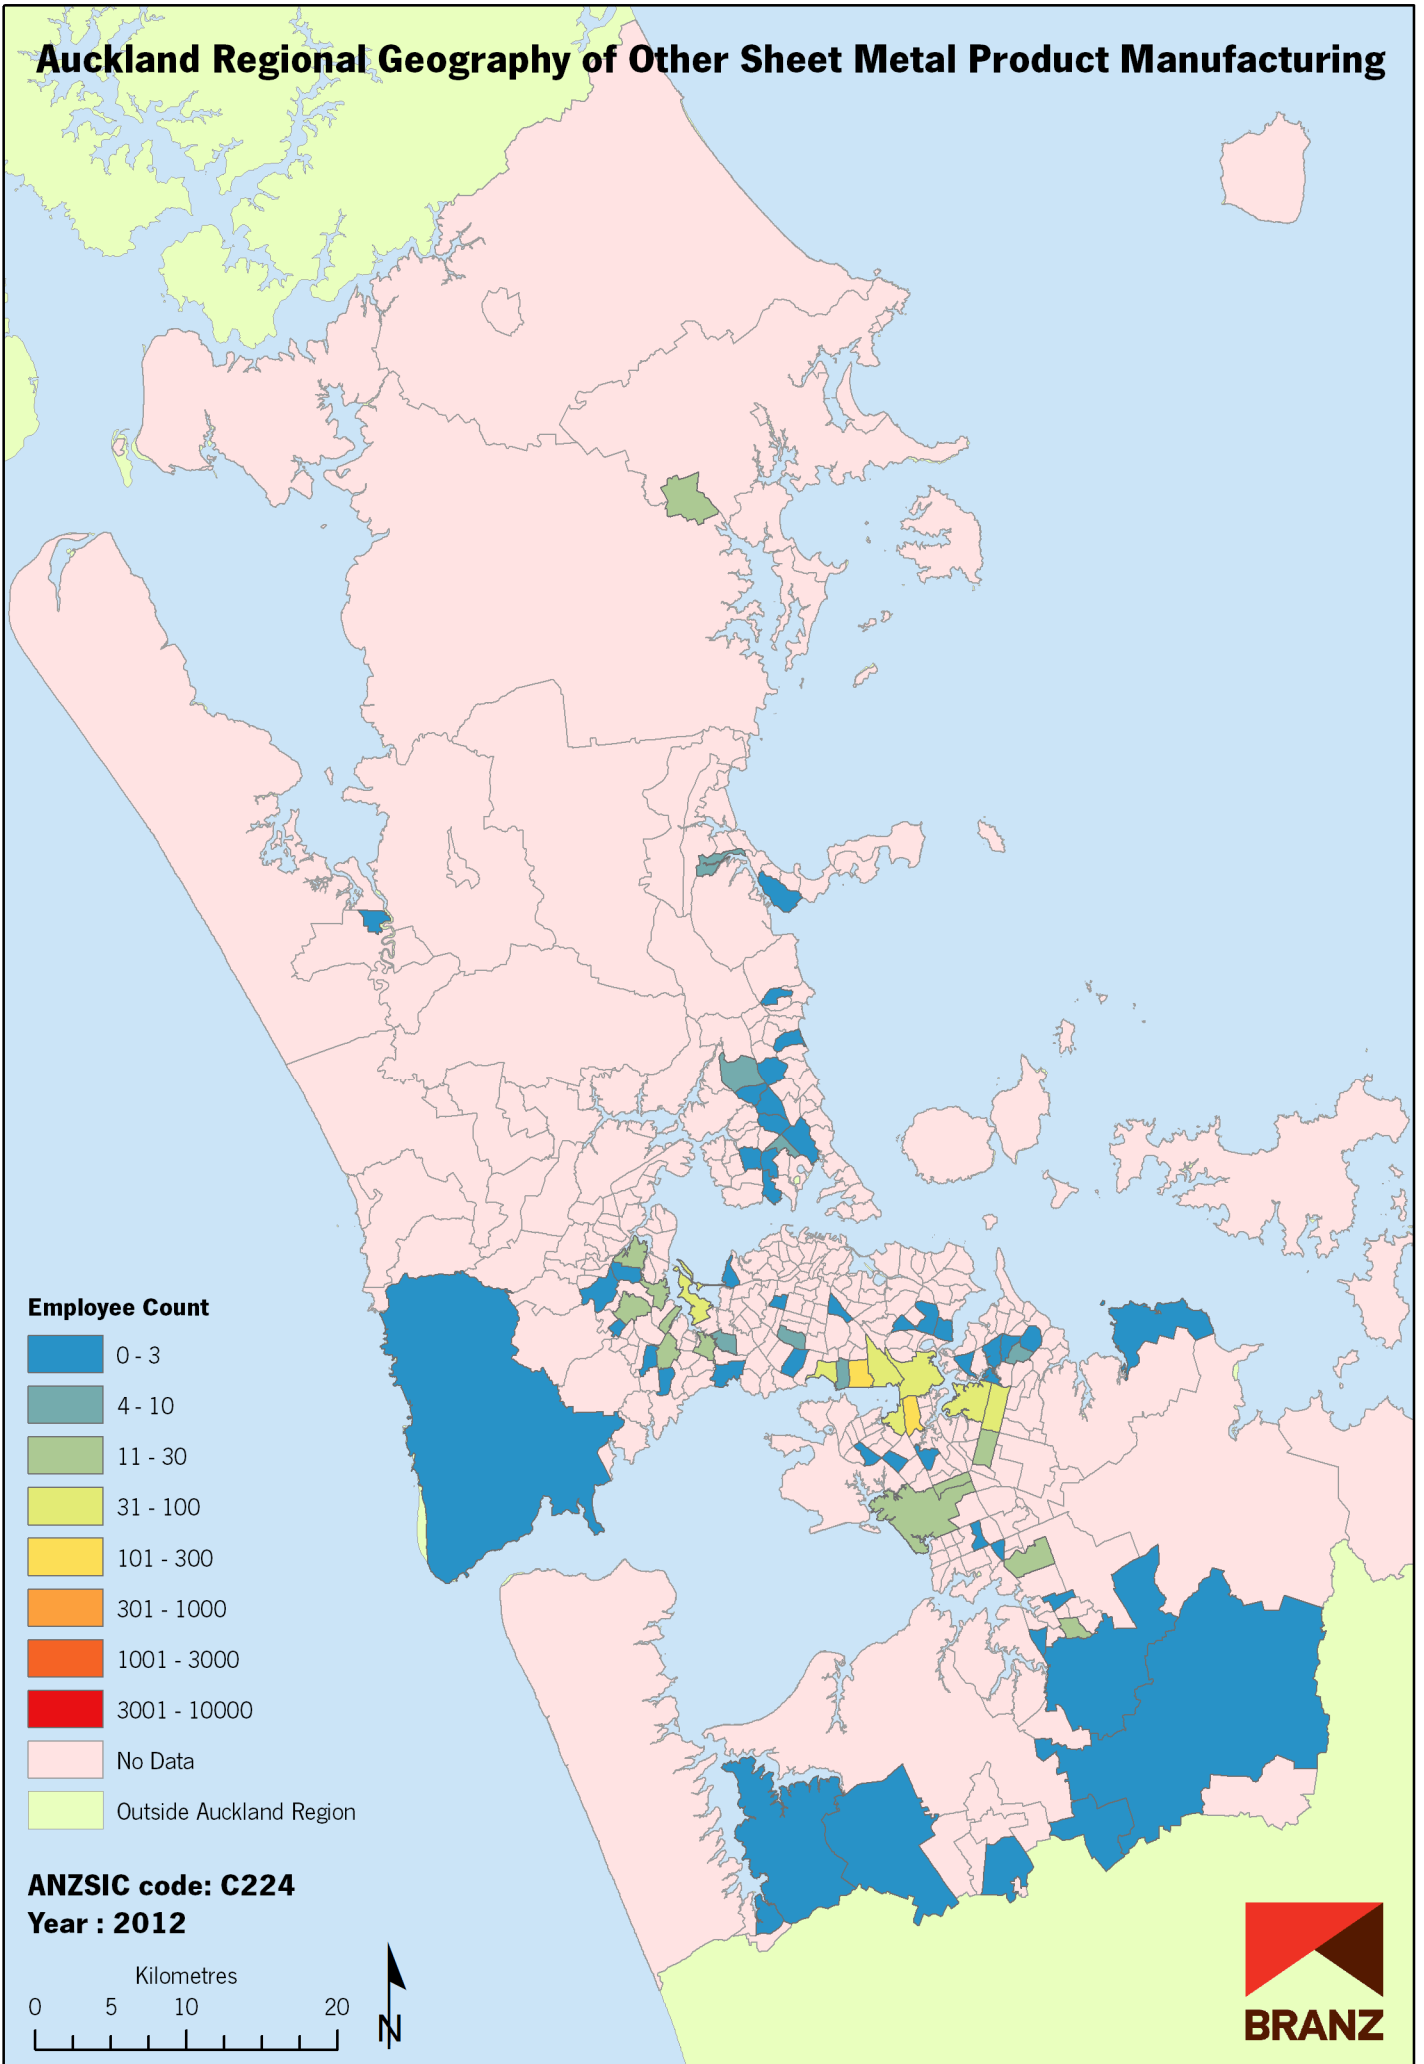 Auckland Regional Geography of Other Sheet Metal Product Manufacturing
Employee Count
0 - 3
4 - 10
11 - 30
31 - 100
101 - 300
301 - 1000
1001 - 3000
3001 - 10000
No Data
Outside Auckland Region
ANZSIC code: C224
Year : 2012
Kilometres
0 5 10 20
N
BRANZ